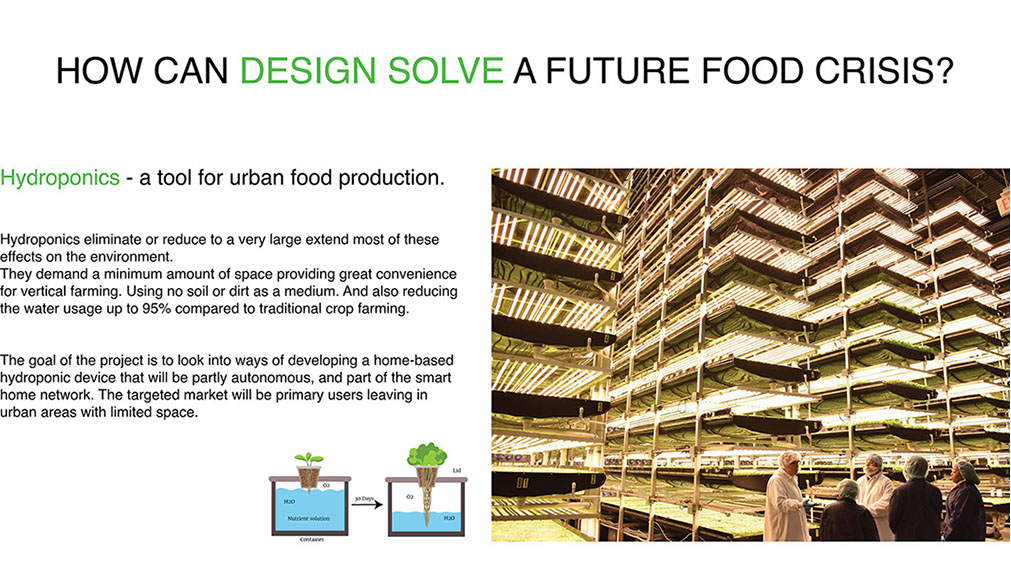 HOW CAN DESIGN SOLVE A FUTURE FOOD CRISIS?
Hydroponics - a tool for urban food production.
Hydroponics eliminate or reduce to a very large extend most of these
effects on the environment.
They demand a minimum amount of space providing great convenience
for vertical farming. Using no soil or dirt as a medium. And also reducing
the water usage up to 95% compared to traditional crop farming.
The goal of the project is to look into ways of developing a home-based
hydroponic device that will be partly autonomous, and part of the smart
home network. The targeted market will be primary users leaving in
urban areas with limited space.
O2
H2O
Nutrient solution
Container
30 Days
Lid
O2
H2O